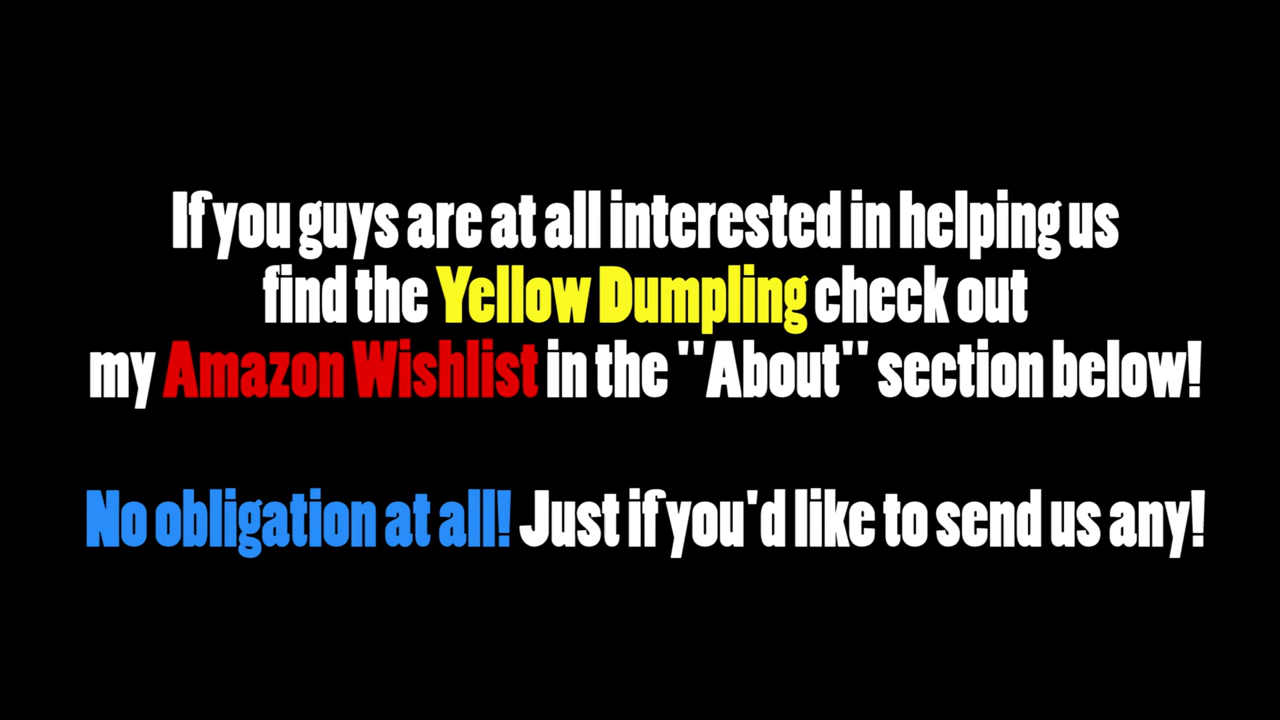 If you guys are at all interested in helping us
find the Yellow Dumpling check out
my Amazon Wishlist in the "About" section below!
No obligation at all! Just if you'd like to send us any!